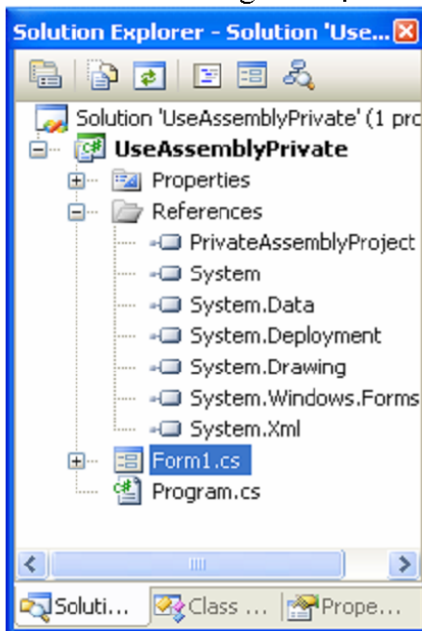 Solution Explorer - Solution 'Use...
Solution 'UseAssemblyPrivate' (1 prc
UseAssemblyPrivate
Properties
References
PrivateAssemblyProject
System
System.Data
System.Deployment
System.Drawing
System.Windows.Forms
System.Xml
Form1.cs
Program.cs
Soluti... Class ... Prope...